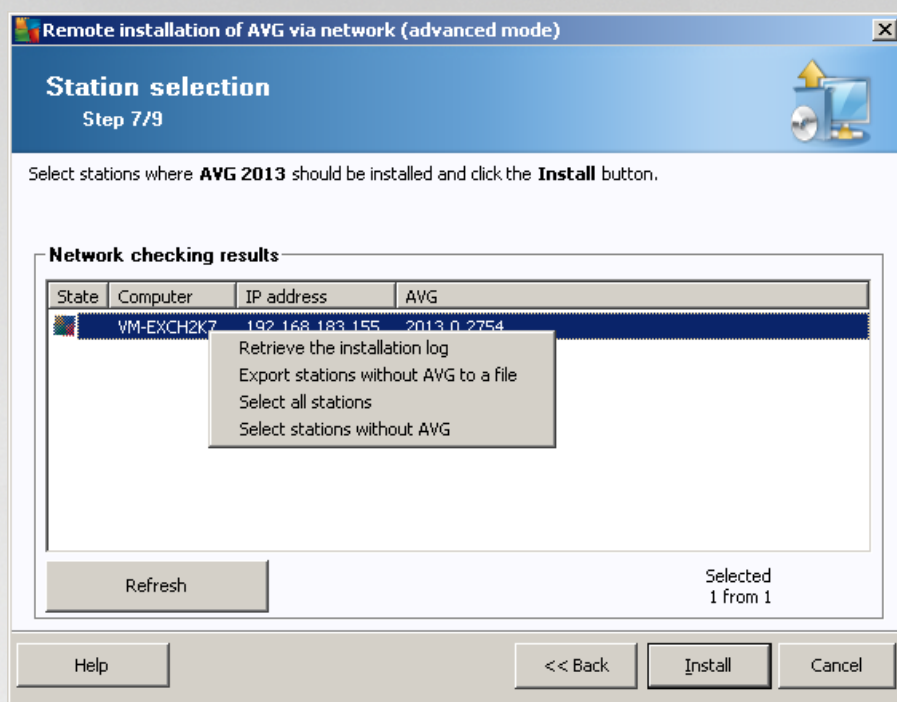 Remote installation of AVG via network (advanced mode)
Station selection
Step 7/9
Select stations where AVG 2013 should be installed and click the Install button.
Network checking results
State Computer IP address AVG
VM-EXCH2K7 192.168.183.155 2013.0.2754
Retrieve the installation log
Export stations without AVG to a file
Select all stations
Select stations without AVG
Refresh
Selected
1 from 1
Help << Back Install Cancel